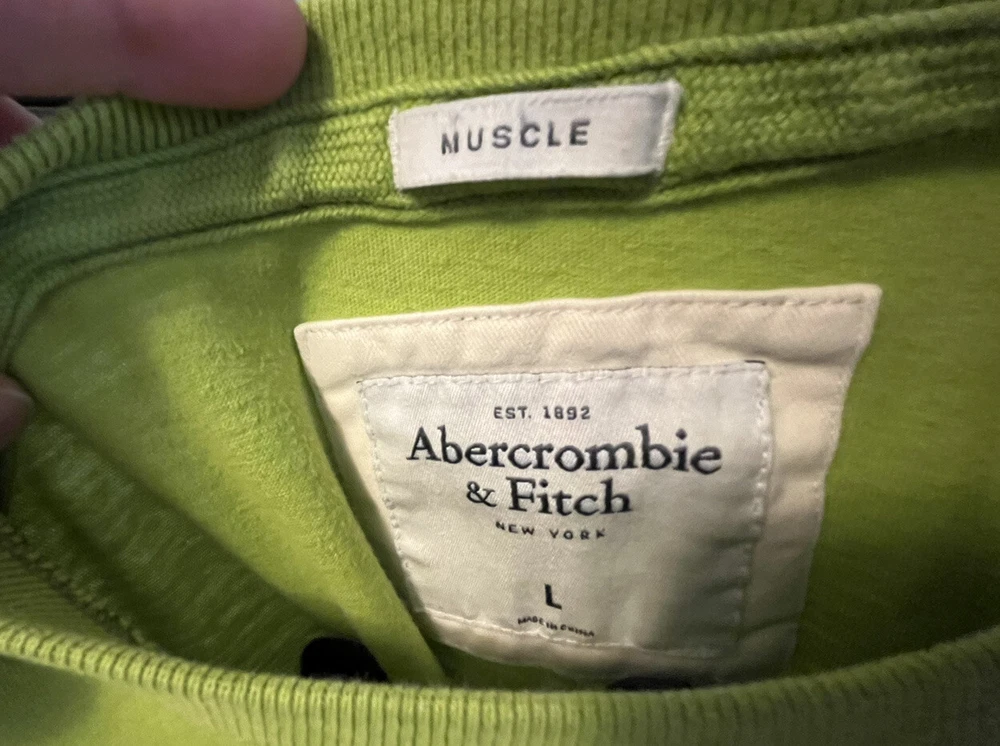 MUSCLE
EST. 1892
Abercrombie
& Fitch
NEW YORK
L
MADE IN CHINA